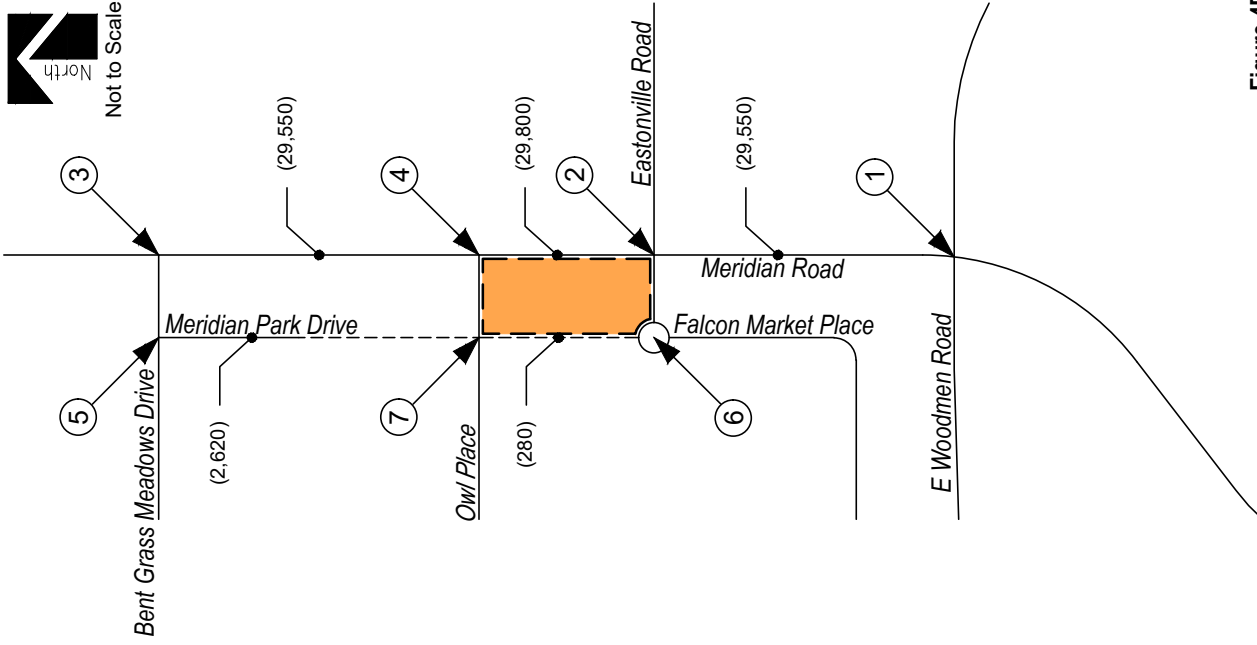 North
Not to Scale
3
(29,550)
4
(29,800)
2
Eastonville Road
(29,550)
1
Meridian Road
Meridian Park Drive
Falcon Market Place
5
Bent Grass Meadows Drive
(2,620)
7
Owl Place
(280)
6
E Woodmen Road